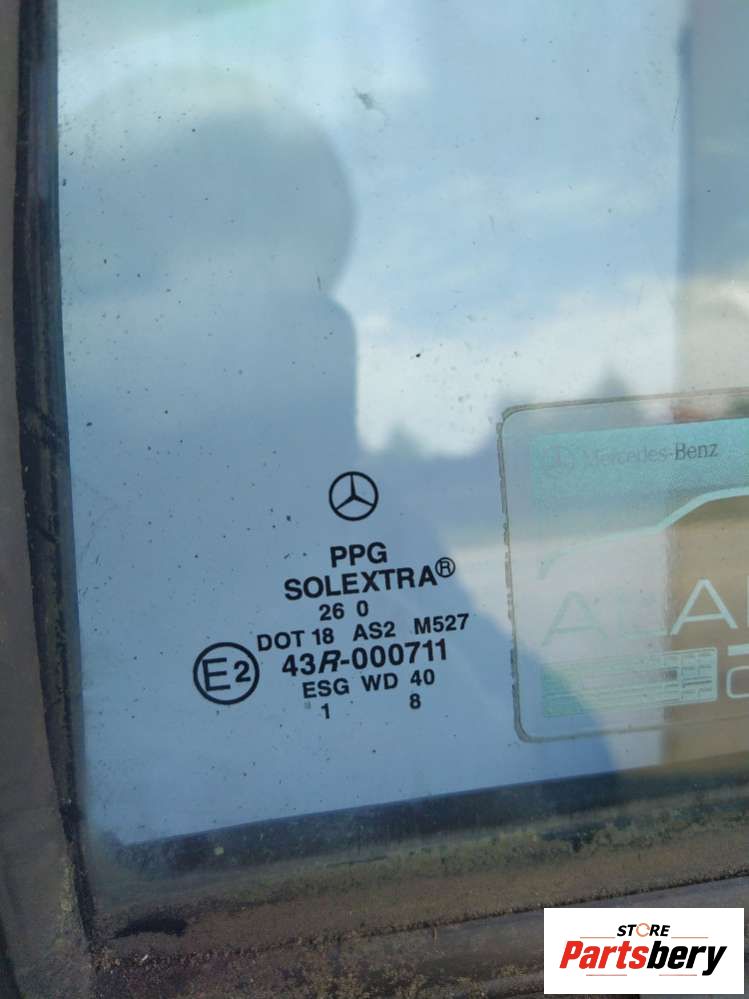 PPG
SOLEXTRA®
26 0
DOT 18 AS2 M527
E2 43R-000711
ESG WD 40
1 8
Mercedes-Benz
ALA
STORE
Partsbery